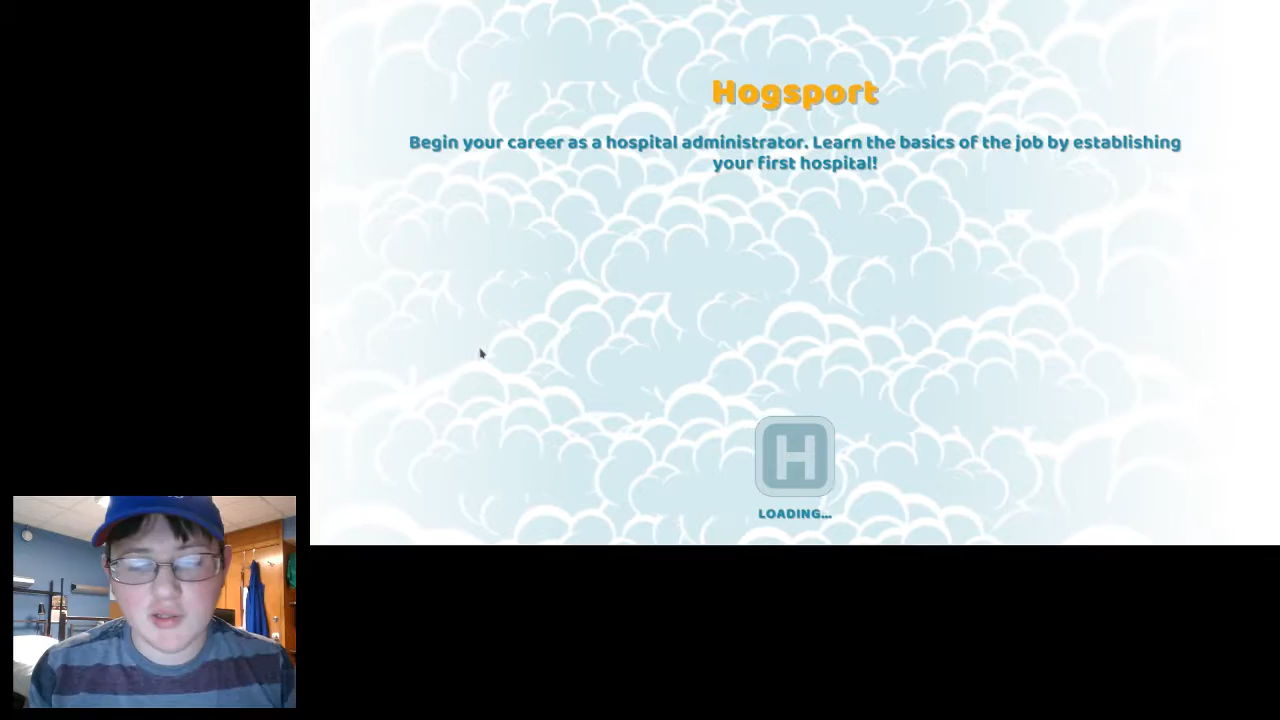 Hogsport
Begin your career as a hospital administrator. Learn the basics of the job by establishing
your first hospital!
H
LOADING...